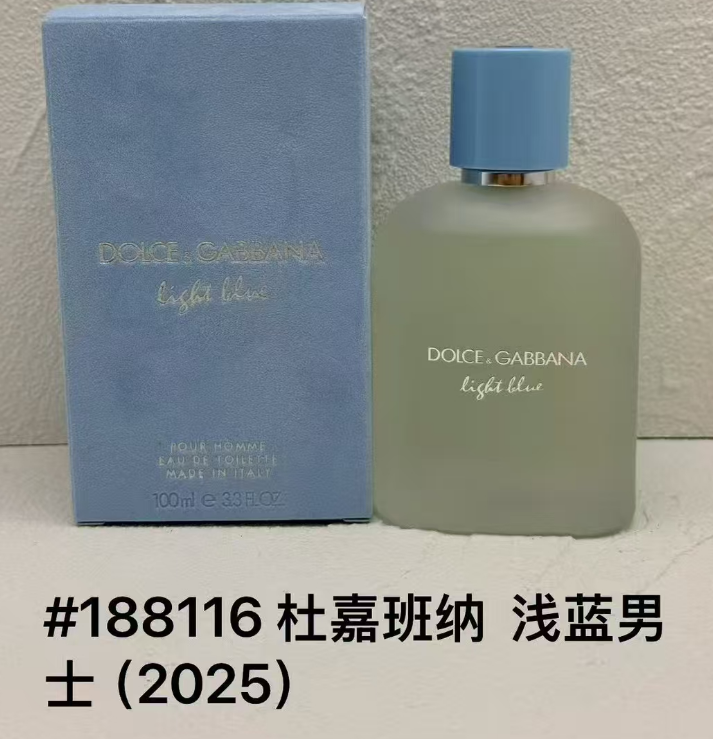 DOLCE & GABBANA
light blue
POUR HOMME
EAU DE TOILETTE
MADE IN ITALY
100ml e 3.3 FL.OZ.
DOLCE & GABBANA
light blue
#188116 杜嘉班纳 浅蓝男
士 (2025)